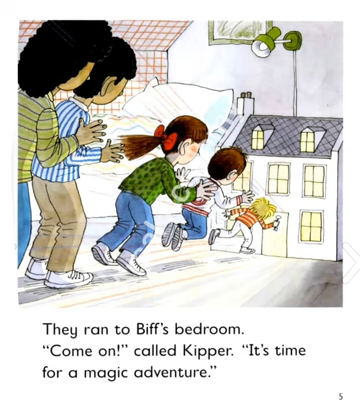 They ran to Biff's bedroom.
"Come on!" called Kipper. "It's time
for a magic adventure."
5